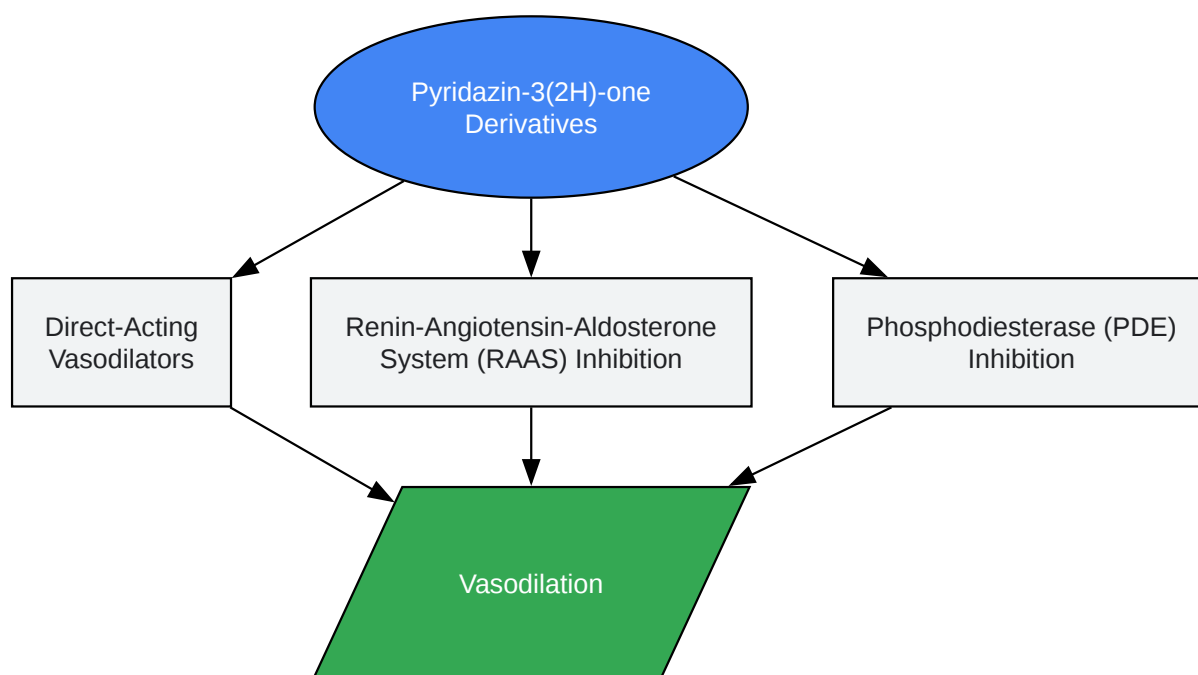 Pyridazin-3(2H)-one
Derivatives
Direct-Acting
Vasodilators
Renin-Angiotensin-Aldosterone
System (RAAS) Inhibition
Phosphodiesterase (PDE)
Inhibition
Vasodilation